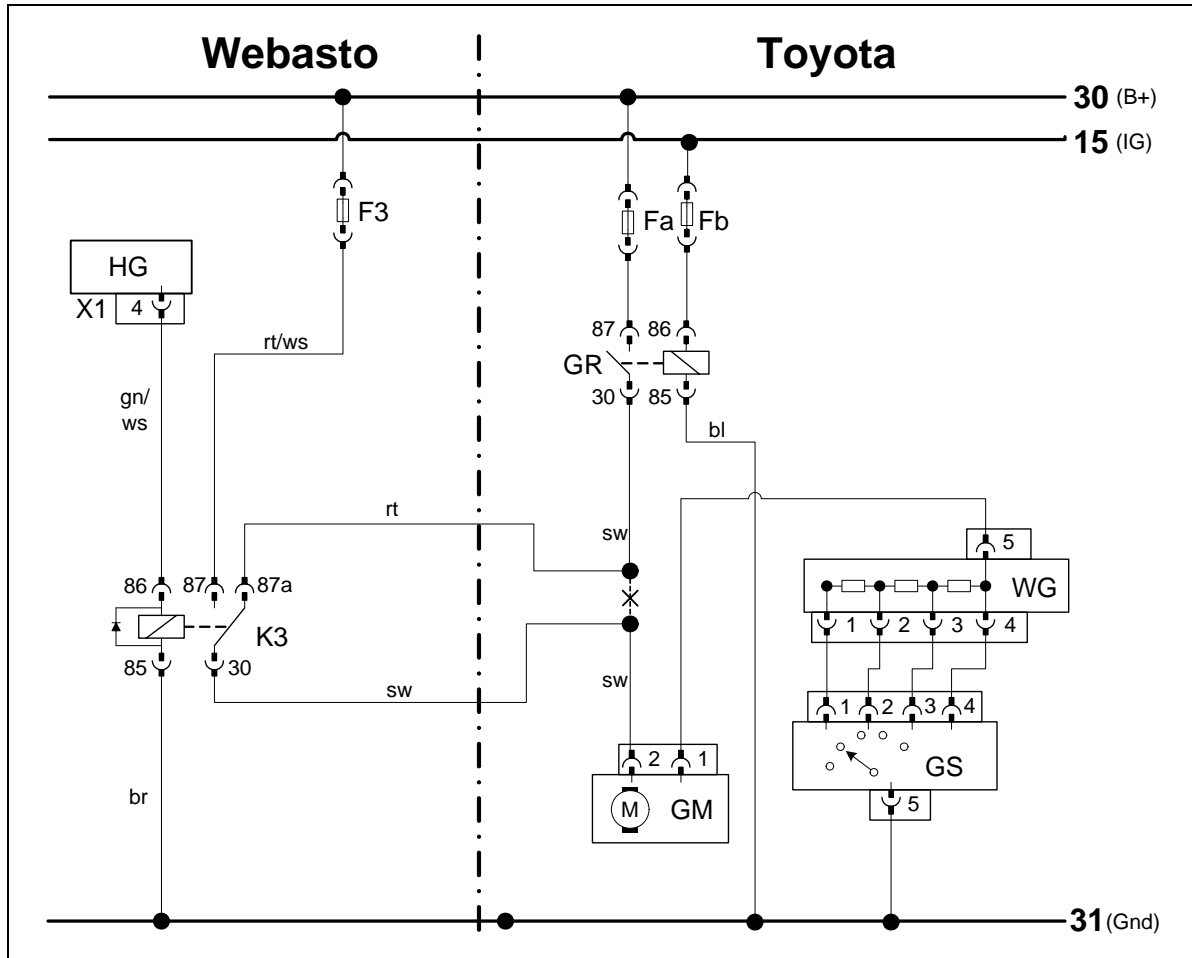 Webasto Toyota
30 (B+)
15 (IG)
F3 Fa Fb
HG
X1 4
87 86
rt/ws GR
30 85
gn/
ws
bl
rt
sw
5
86 87 87a WG
1 2 3 4
K3
85 30
sw sw
1 2 3 4
2 1 GS
M GM 5
br
31 (Gnd)